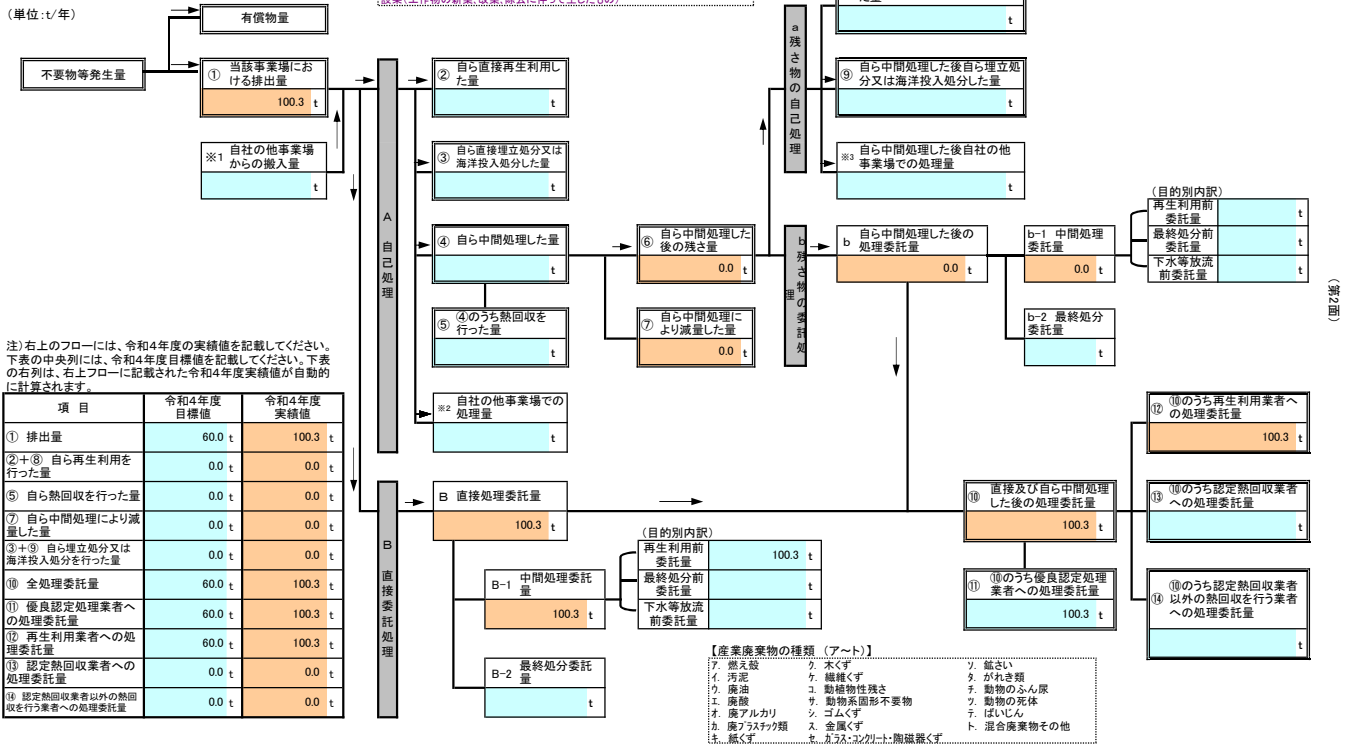 (単位:t/年)
有償物量
t
不要物等発生量
① 当該事業場にお
ける排出量
100.3 t
※1 自社の他事業場
からの搬入量
t
A 自己処理
② 自ら直接再生利用し
た量
t
③ 自ら直接埋立処分又は
海洋投入処分した量
t
④ 自ら中間処理した量
t
⑤ ④のうち熱回収を
行った量
t
※2 自社の他事業場での
処理量
t
⑥ 自ら中間処理した
後の残さ量
0.0 t
⑦ 自ら中間処理によ
り減量した量
0.0 t
a 残さ物の自己処理
t
⑨ 自ら中間処理した後自ら埋立処
分又は海洋投入処分した量
t
※3 自ら中間処理した後自社の他
事業場での処理量
t
b 残さ物の委託処理
b 自ら中間処理した後の
処理委託量
0.0 t
b-1 中間処理
委託量
0.0 t
b-2 最終処分
委託量
t
(目的別内訳)
再生利用前
委託量
t
最終処分前
委託量
t
下水等放流
前委託量
t
(第2面)
注)右上のフローには、令和4年度の実績値を記載してください。
下表の中央列には、令和4年度目標値を記載してください。下表
の右列は、右上フローに記載された令和4年度実績値が自動的
に計算されます。
項 目 令和4年度
目標値 令和4年度
実績値
① 排出量 60.0 t 100.3 t
②+⑧ 自ら再生利用を
行った量 0.0 t 0.0 t
⑤ 自ら熱回収を行った量 0.0 t 0.0 t
⑦ 自ら中間処理により減
量した量 0.0 t 0.0 t
③+⑨ 自ら埋立処分又は
海洋投入処分を行った量 0.0 t 0.0 t
⑩ 全処理委託量 60.0 t 100.3 t
⑪ 優良認定処理業者へ
の処理委託量 60.0 t 100.3 t
⑫ 再生利用業者への処
理委託量 60.0 t 100.3 t
⑬ 認定熱回収業者への
処理委託量 0.0 t 0.0 t
⑭ 認定熱回収業者以外の熱回
収を行う業者への処理委託量 0.0 t 0.0 t
B 直接委託処理
B 直接処理委託量
100.3 t
B-1 中間処理委託
量
100.3 t
B-2 最終処分委託
量
t
(目的別内訳)
再生利用前
委託量 100.3 t
最終処分前
委託量 t
下水等放流
前委託量 t
⑩ 直接及び自ら中間処理
した後の処理委託量
100.3 t
⑪ ⑩のうち優良認定処理
業者への処理委託量
100.3 t
⑫ ⑩のうち再生利用業者へ
の処理委託量
100.3 t
⑬ ⑩のうち認定熱回収業者
への処理委託量
t
⑭ ⑩のうち認定熱回収業者
以外の熱回収を行う業者
への処理委託量
t
【産業廃棄物の種類 (ア~ト)】
ア. 燃え殻 ク. 木くず ソ. 鉱さい
イ. 汚泥 ケ. 繊維くず タ. がれき類
ウ. 廃油 コ. 動植物性残さ チ. 動物のふん尿
エ. 廃酸 サ. 動物系固形不要物 ツ. 動物の死体
オ. 廃アルカリ シ. ゴムくず テ. ばいじん
カ. 廃プラスチック類 ス. 金属くず ト. 混合廃棄物その他
キ. 紙くず セ. ガラス・コンクリート・陶磁器くず